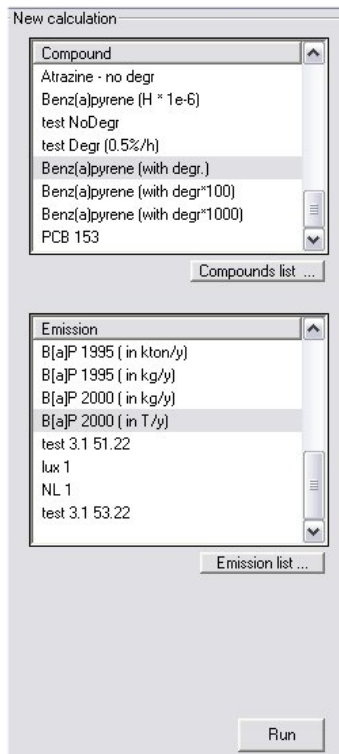 New calculation
Compound
Atrazine - no degr
Benz(a)pyrene (H * 1e-6)
test NoDegr
test Degr (0.5%/h)
Benz(a)pyrene (with degr.)
Benz(a)pyrene (with degr*100)
Benz(a)pyrene (with degr*1000)
PCB 153
Compounds list ...
Emission
B[a]P 1995 ( in kton/y)
B[a]P 1995 ( in kg/y)
B[a]P 2000 ( in kg/y)
B[a]P 2000 ( in T/y)
test 3.1 51.22
lux 1
NL 1
test 3.1 53.22
Emission list ...
Run